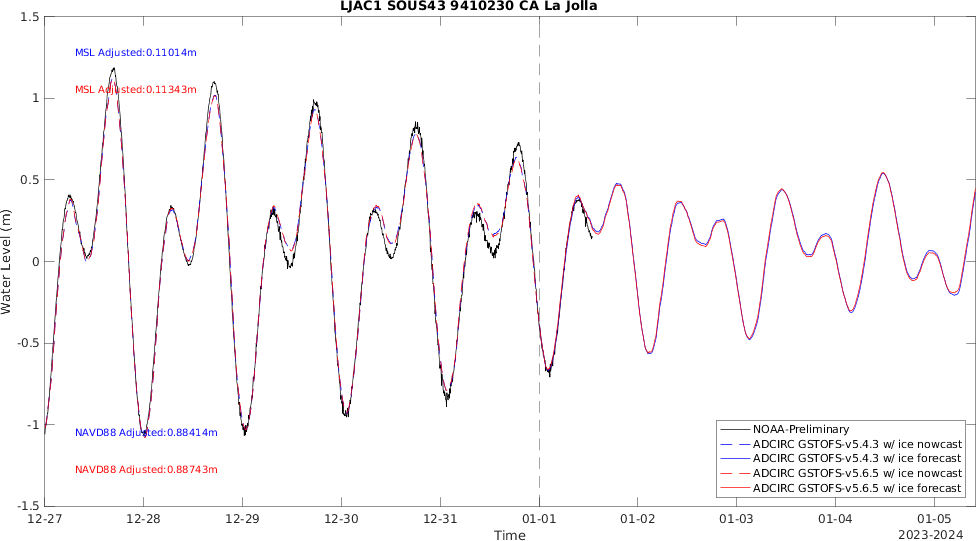 LJAC1 SOUS43 9410230 CA La Jolla
1.5
MSL Adjusted:0.11014m
1
MSL Adjusted:0.11343m
0.5
Water Level (m)
0
-0.5
-1
NAVD88 Adjusted:0.88414m
NAVD88 Adjusted:0.88743m
-1.5
NOAA-Preliminary
ADCIRC GSTOFS-v5.4.3 w/ ice nowcast
ADCIRC GSTOFS-v5.4.3 w/ ice forecast
ADCIRC GSTOFS-v5.6.5 w/ ice nowcast
ADCIRC GSTOFS-v5.6.5 w/ ice forecast
12-27 12-28 12-29 12-30 12-31 01-01 01-02 01-03 01-04 01-05
Time
2023-2024